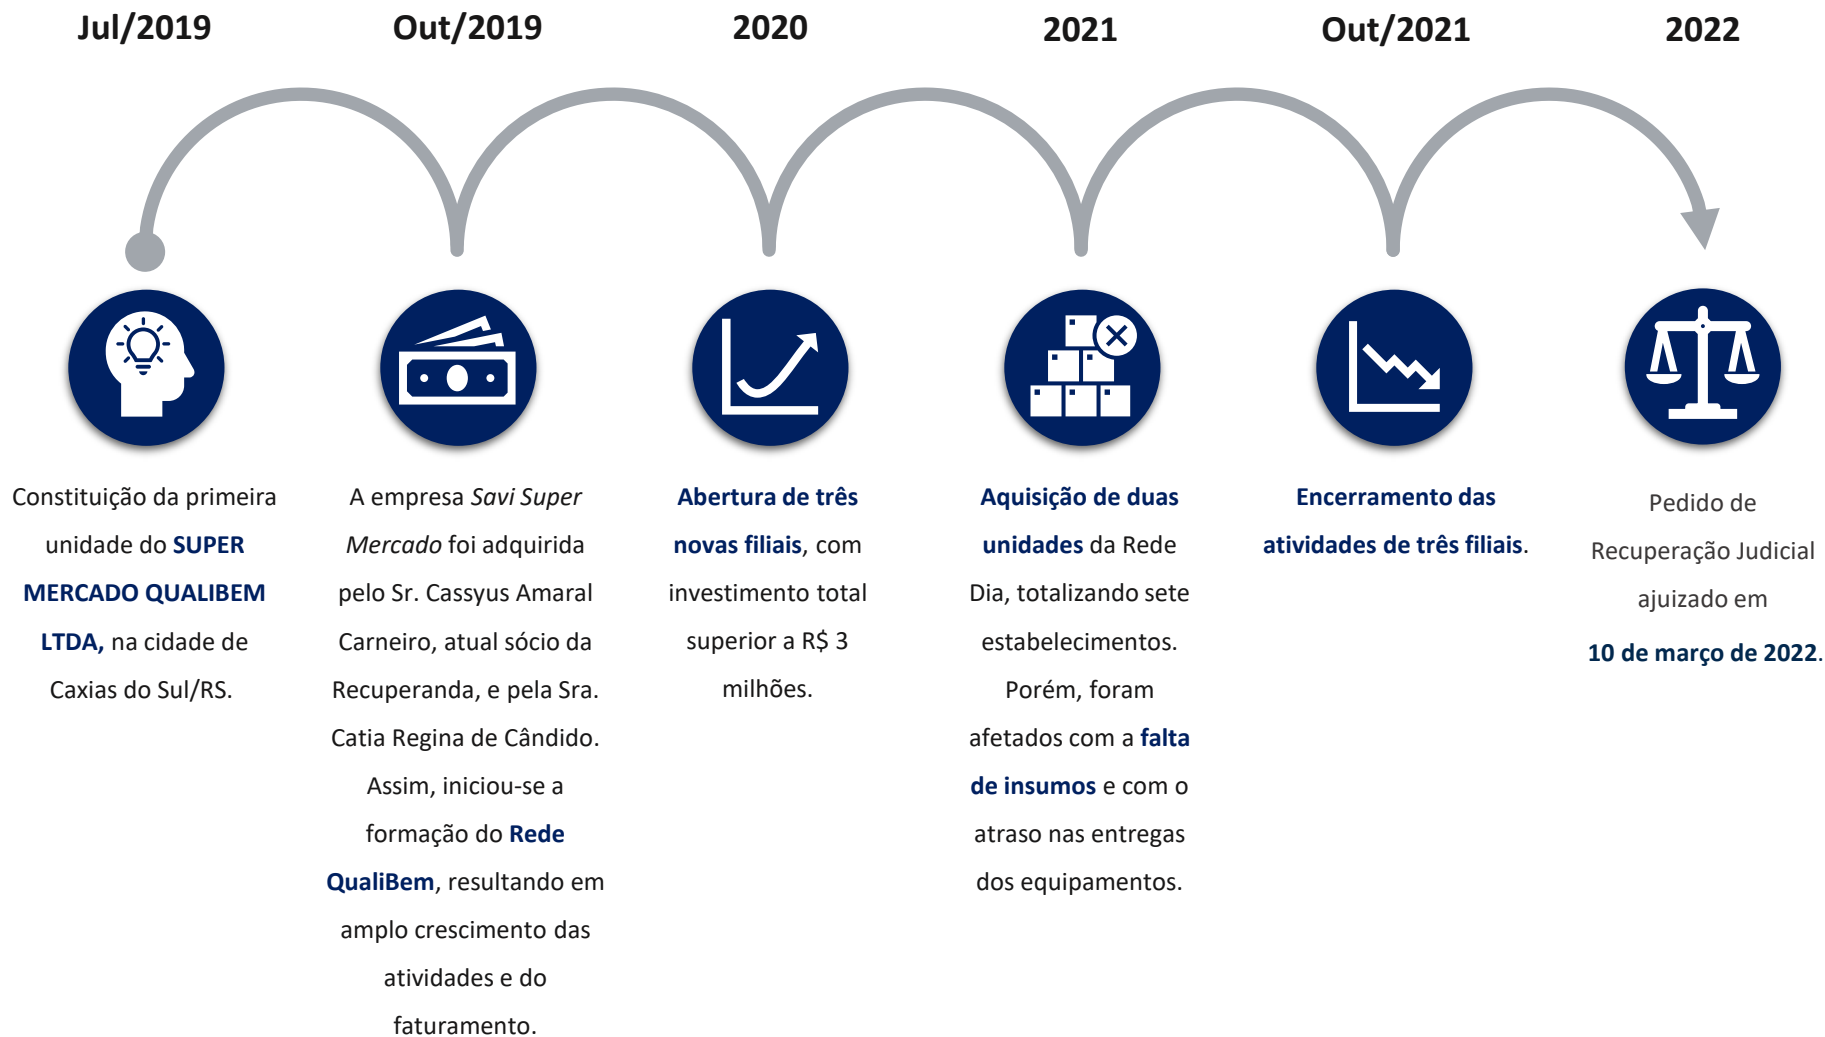 Jul/2019
Out/2019
2020
2021
Out/2021
2022
Constituição da primeira
unidade do SUPER
MERCADO QUALIBEM
LTDA, na cidade de
Caxias do Sul/RS.
A empresa Savi Super
Mercado foi adquirida
pelo Sr. Cassyus Amaral
Carneiro, atual sócio da
Recuperanda, e pela Sra.
Catia Regina de Cândido.
Assim, iniciou-se a
formação do Rede
QualiBem, resultando em
amplo crescimento das
atividades e do
faturamento.
Abertura de três
novas filiais, com
investimento total
superior a R$ 3
milhões.
Aquisição de duas
unidades da Rede
Dia, totalizando sete
estabelecimentos.
Porém, foram
afetados com a falta
de insumos e com o
atraso nas entregas
dos equipamentos.
Encerramento das
atividades de três filiais.
Pedido de
Recuperação Judicial
ajuizado em
10 de março de 2022.